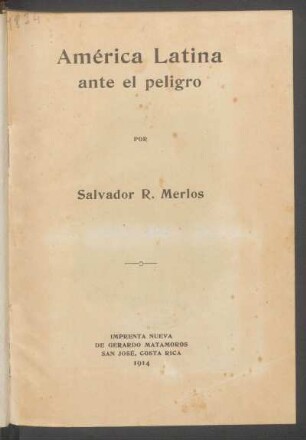 América Latina
ante el peligro
POR
Salvador R. Merlos
IMPRENTA NUEVA
DE GERARDO MATAMOROS
SAN JOSÉ, COSTA RICA
1914